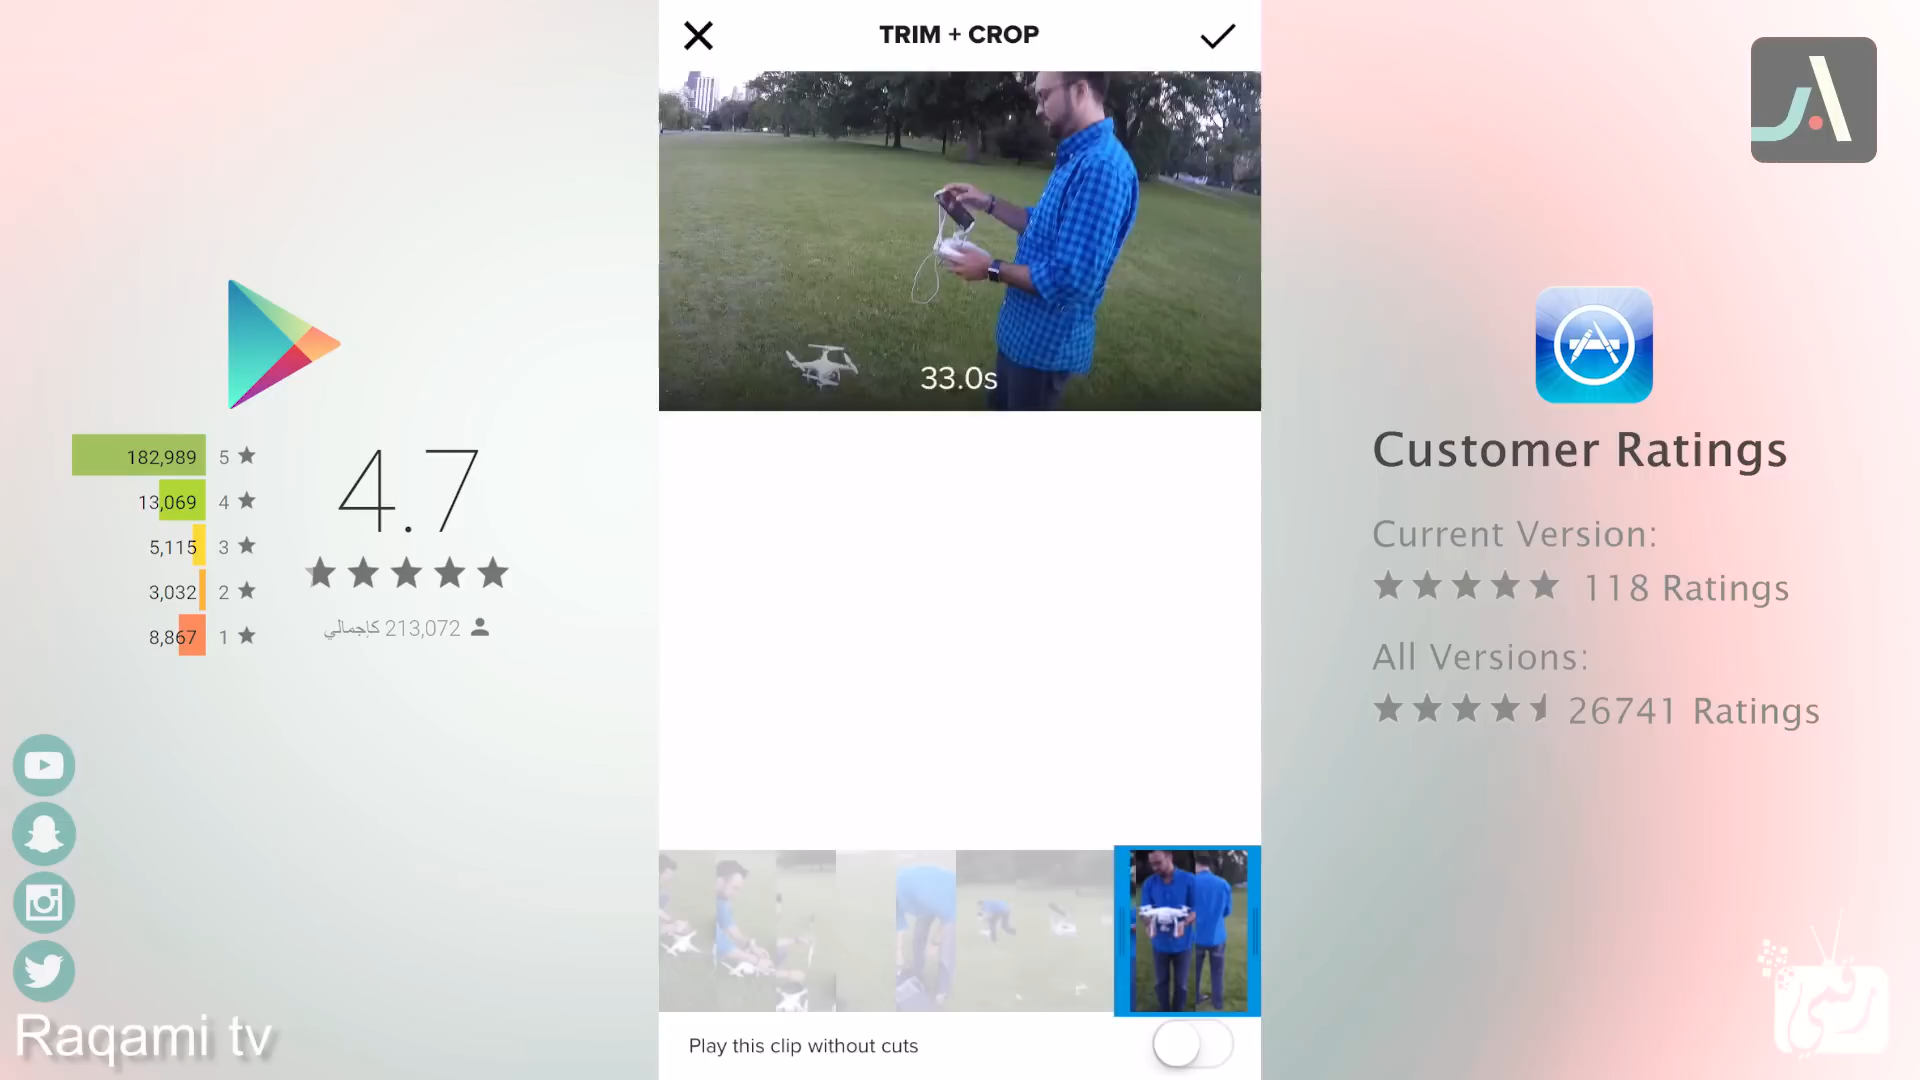 TRIM + CROP
33.0s
182,989 5
13,069 4
5,115 3
3,032 2
8,867 1
4.7
213,072 كإجمالي
Customer Ratings
Current Version:
118 Ratings
All Versions:
26741 Ratings
Play this clip without cuts
Raqami tv
رقمي